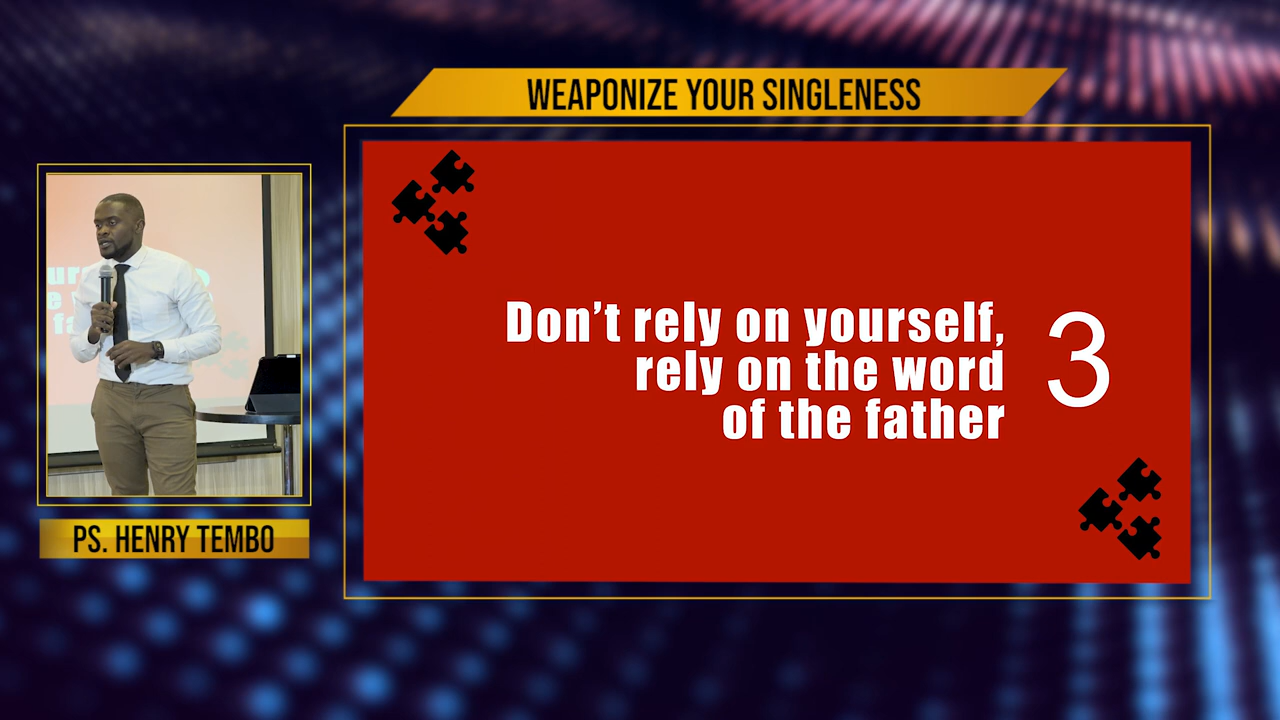 WEAPONIZE YOUR SINGLENESS
Don't rely on yourself,
rely on the word
of the father
3
PS. HENRY TEMBO